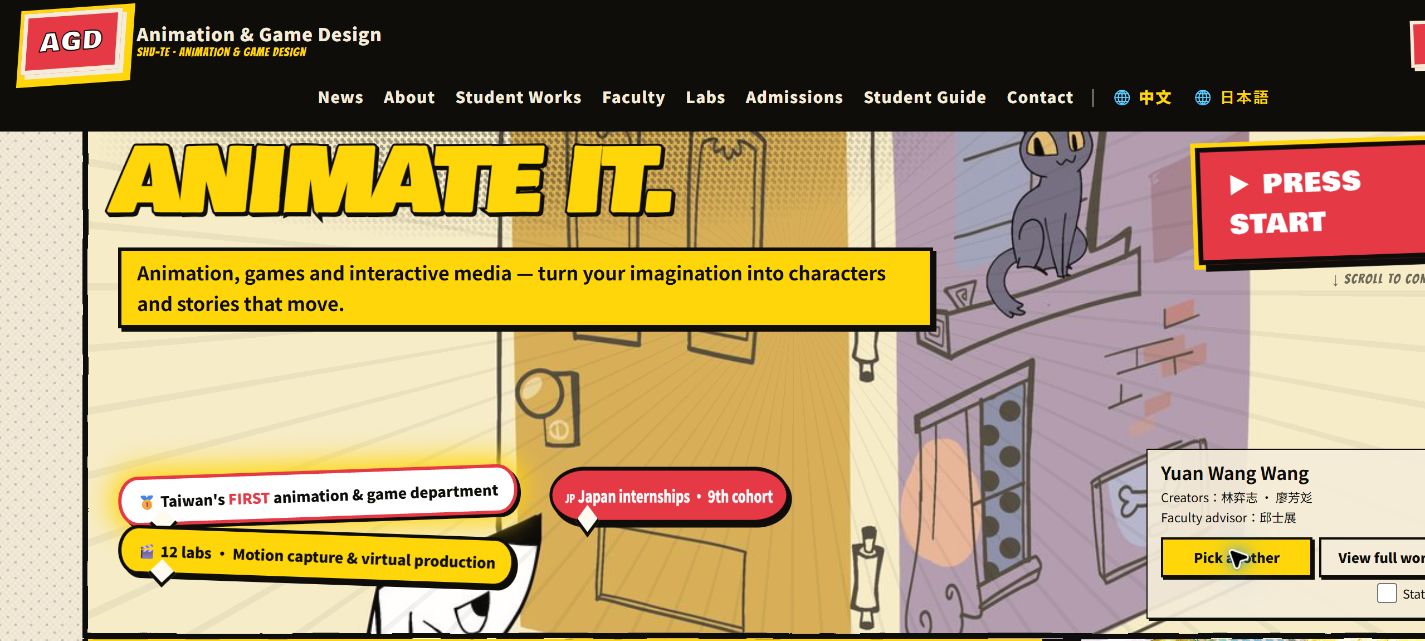 AGD
Animation & Game Design
SHU-TE · ANIMATION & GAME DESIGN
News About Student Works Faculty Labs Admissions Student Guide Contact | 中文 日本語
ANIMATE IT.
▶ PRESS
START
Animation, games and interactive media — turn your imagination into characters
and stories that move.
↓ SCROLL TO
Taiwan's FIRST animation & game department
JP Japan internships • 9th cohort
12 labs • Motion capture & virtual production
Yuan Wang Wang
Creators：林弈志 · 廖芳彣
Faculty advisor：邱士展
Pick another
View full